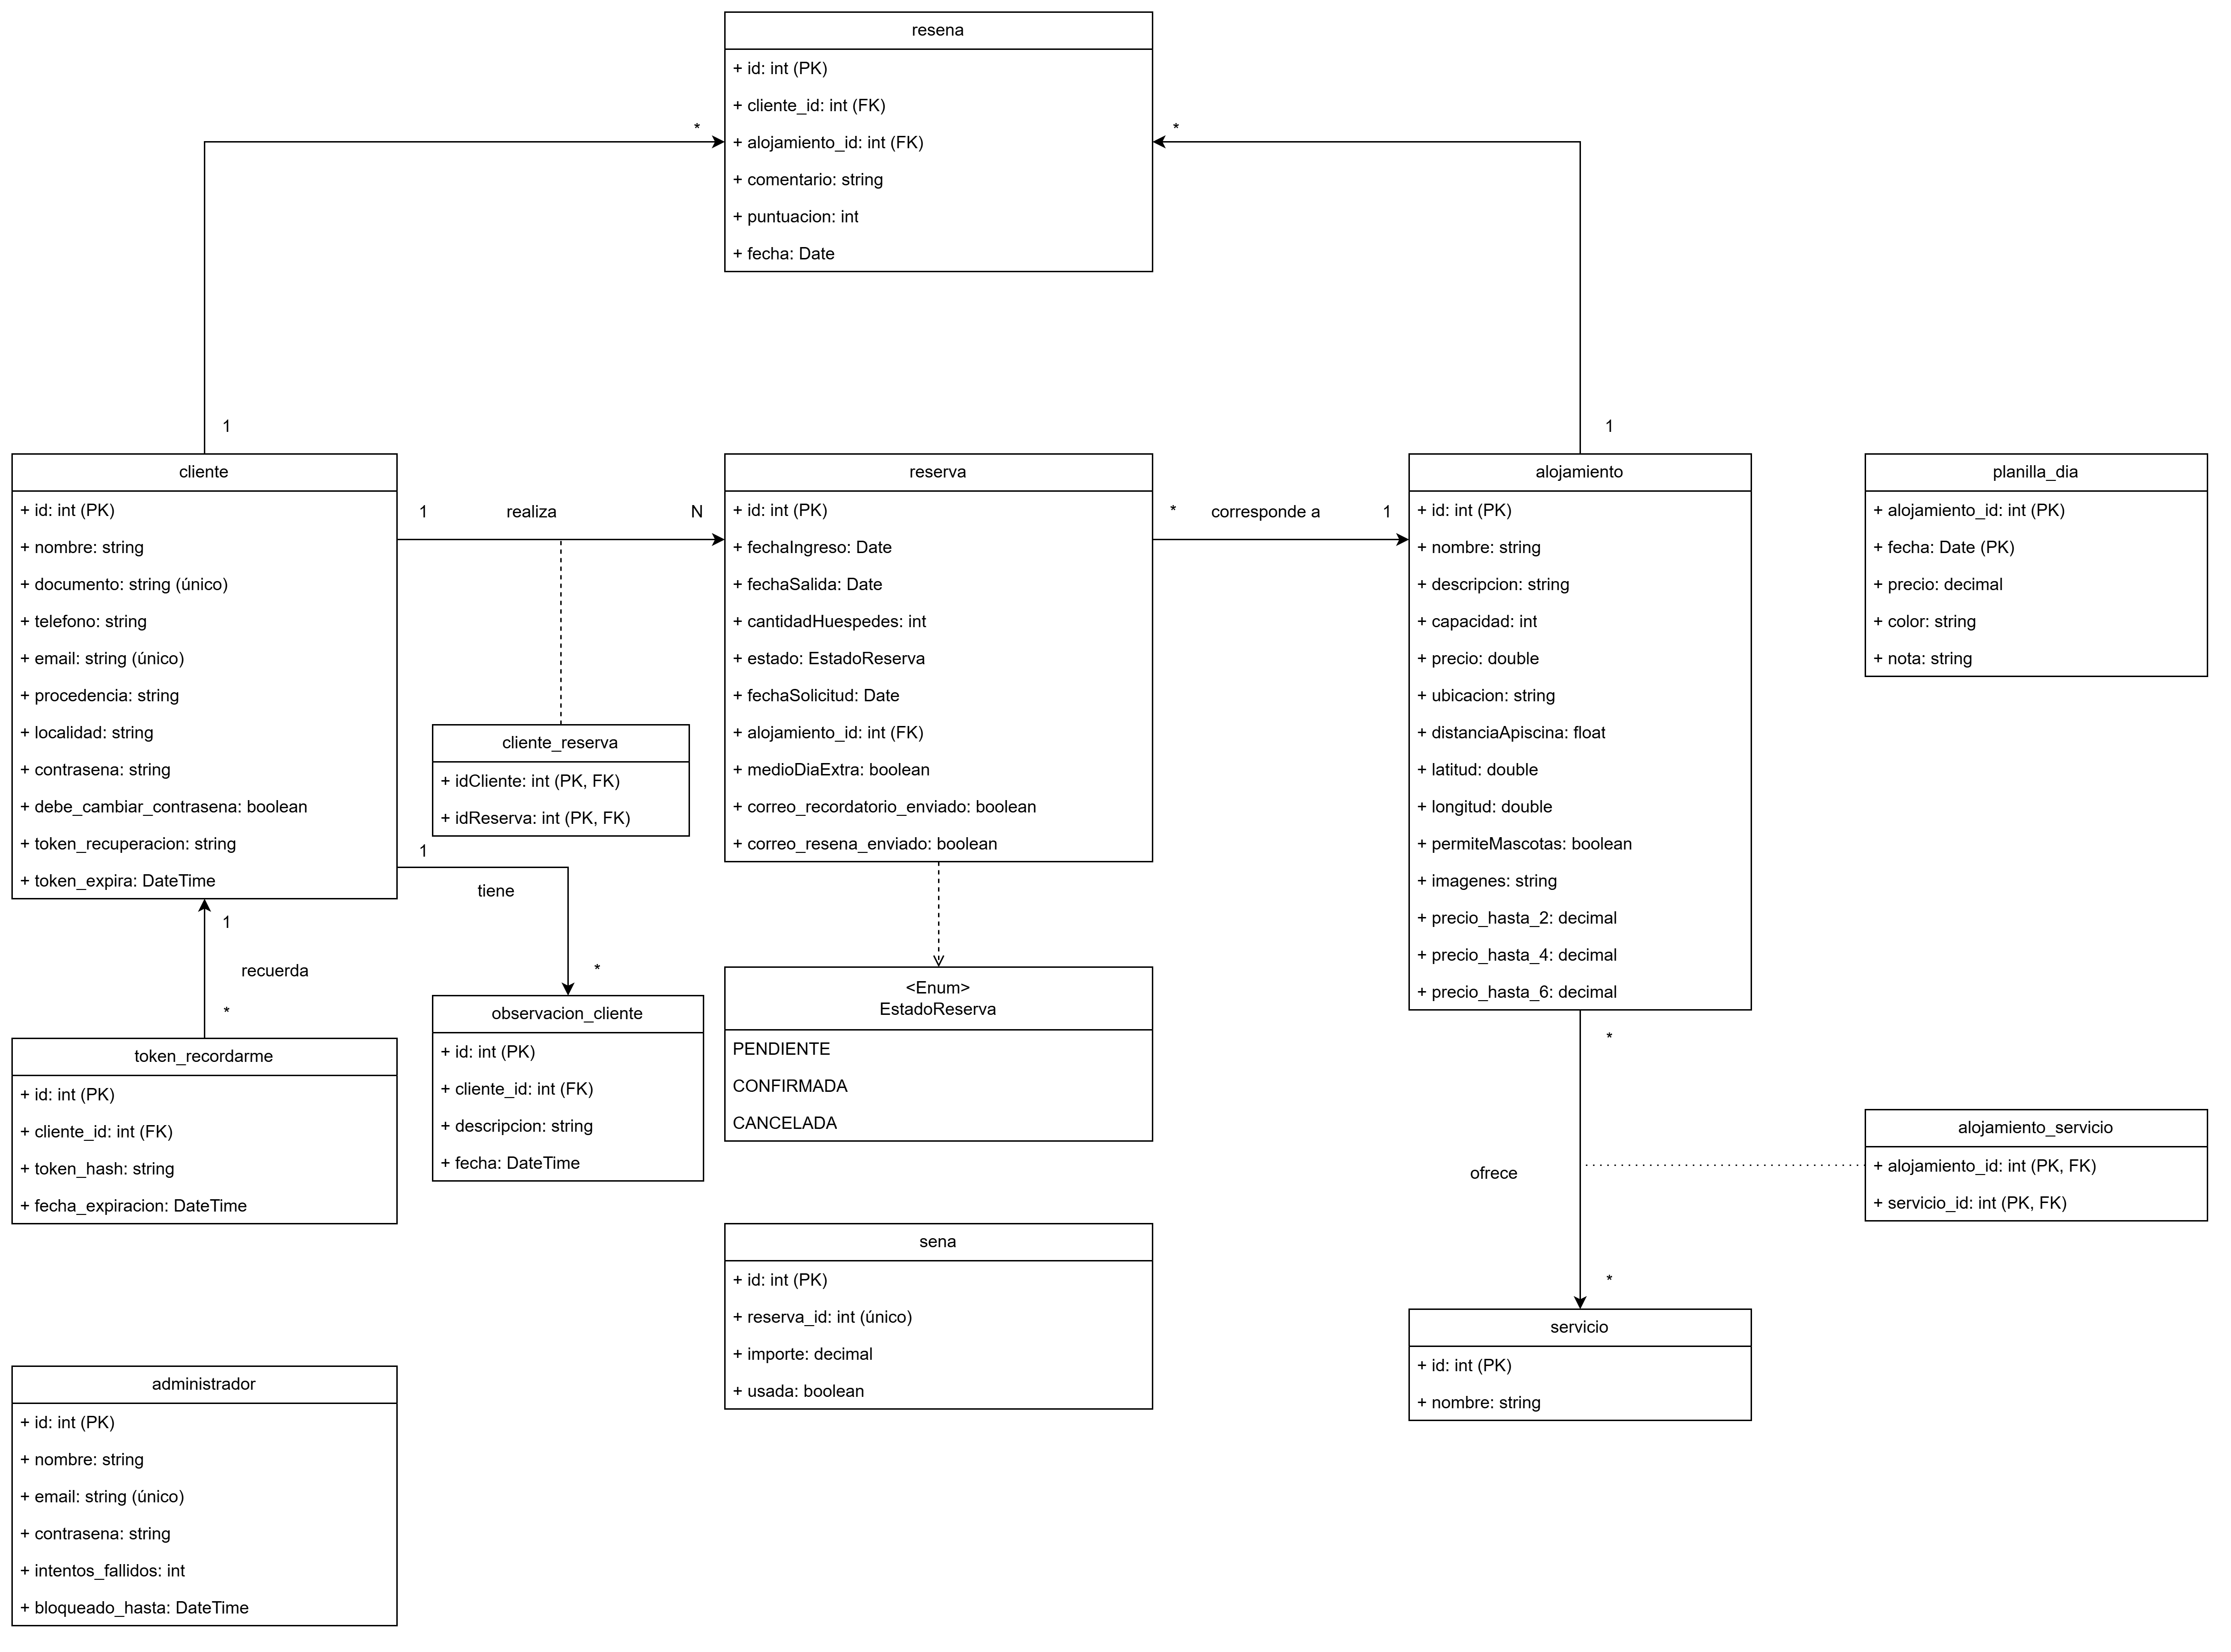 resena
+ id: int (PK)
+ cliente_id: int (FK)
+ alojamiento_id: int (FK)
+ comentario: string
+ puntuacion: int
+ fecha: Date
*
*
1
1
cliente
+ id: int (PK)
+ nombre: string
+ documento: string (único)
+ telefono: string
+ email: string (único)
+ procedencia: string
+ localidad: string
+ contrasena: string
+ debe_cambiar_contrasena: boolean
+ token_recuperacion: string
+ token_expira: DateTime
1
realiza
N
cliente_reserva
+ idCliente: int (PK, FK)
+ idReserva: int (PK, FK)
reserva
+ id: int (PK)
+ fechaIngreso: Date
+ fechaSalida: Date
+ cantidadHuespedes: int
+ estado: EstadoReserva
+ fechaSolicitud: Date
+ alojamiento_id: int (FK)
+ medioDiaExtra: boolean
+ correo_recordatorio_enviado: boolean
+ correo_resena_enviado: boolean
*
corresponde a
1
alojamiento
+ id: int (PK)
+ nombre: string
+ descripcion: string
+ capacidad: int
+ precio: double
+ ubicacion: string
+ distanciaApiscina: float
+ latitud: double
+ longitud: double
+ permiteMascotas: boolean
+ imagenes: string
+ precio_hasta_2: decimal
+ precio_hasta_4: decimal
+ precio_hasta_6: decimal
planilla_dia
+ alojamiento_id: int (PK)
+ fecha: Date (PK)
+ precio: decimal
+ color: string
+ nota: string
1
tiene
*
1
recuerda
*
token_recordarme
+ id: int (PK)
+ cliente_id: int (FK)
+ token_hash: string
+ fecha_expiracion: DateTime
observacion_cliente
+ id: int (PK)
+ cliente_id: int (FK)
+ descripcion: string
+ fecha: DateTime
<Enum>
EstadoReserva
PENDIENTE
CONFIRMADA
CANCELADA
*
ofrece
*
alojamiento_servicio
+ alojamiento_id: int (PK, FK)
+ servicio_id: int (PK, FK)
sena
+ id: int (PK)
+ reserva_id: int (único)
+ importe: decimal
+ usada: boolean
servicio
+ id: int (PK)
+ nombre: string
administrador
+ id: int (PK)
+ nombre: string
+ email: string (único)
+ contrasena: string
+ intentos_fallidos: int
+ bloqueado_hasta: DateTime